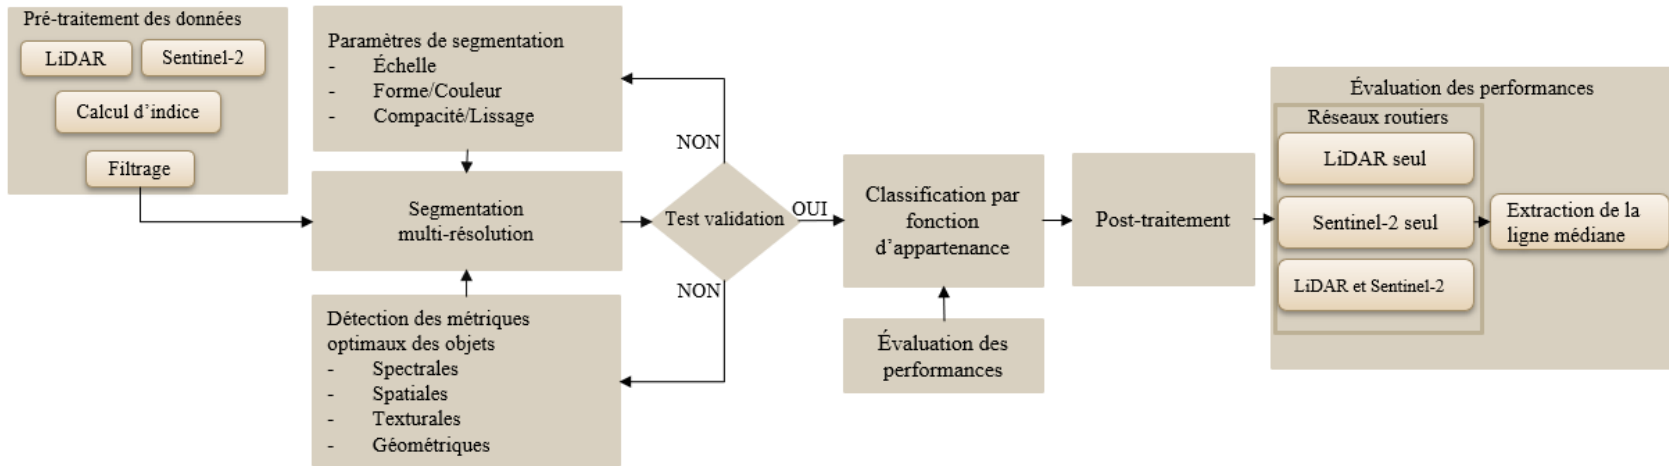 Pré-traitement des données
LiDAR
Sentinel-2
Calcul d'indice
Filtrage
Paramètres de segmentation
- Échelle
- Forme/Couleur
- Compacité/Lissage
Segmentation
multi-résolution
Détection des métriques
optimaux des objets
- Spectrales
- Spatiales
- Texturales
- Géométriques
NON
Test validation
OUI
NON
Classification par
fonction
d'appartenance
Évaluation des
performances
Post-traitement
Évaluation des performances
Réseaux routiers
LiDAR seul
Sentinel-2 seul
LiDAR et Sentinel-2
Extraction de la
ligne médiane